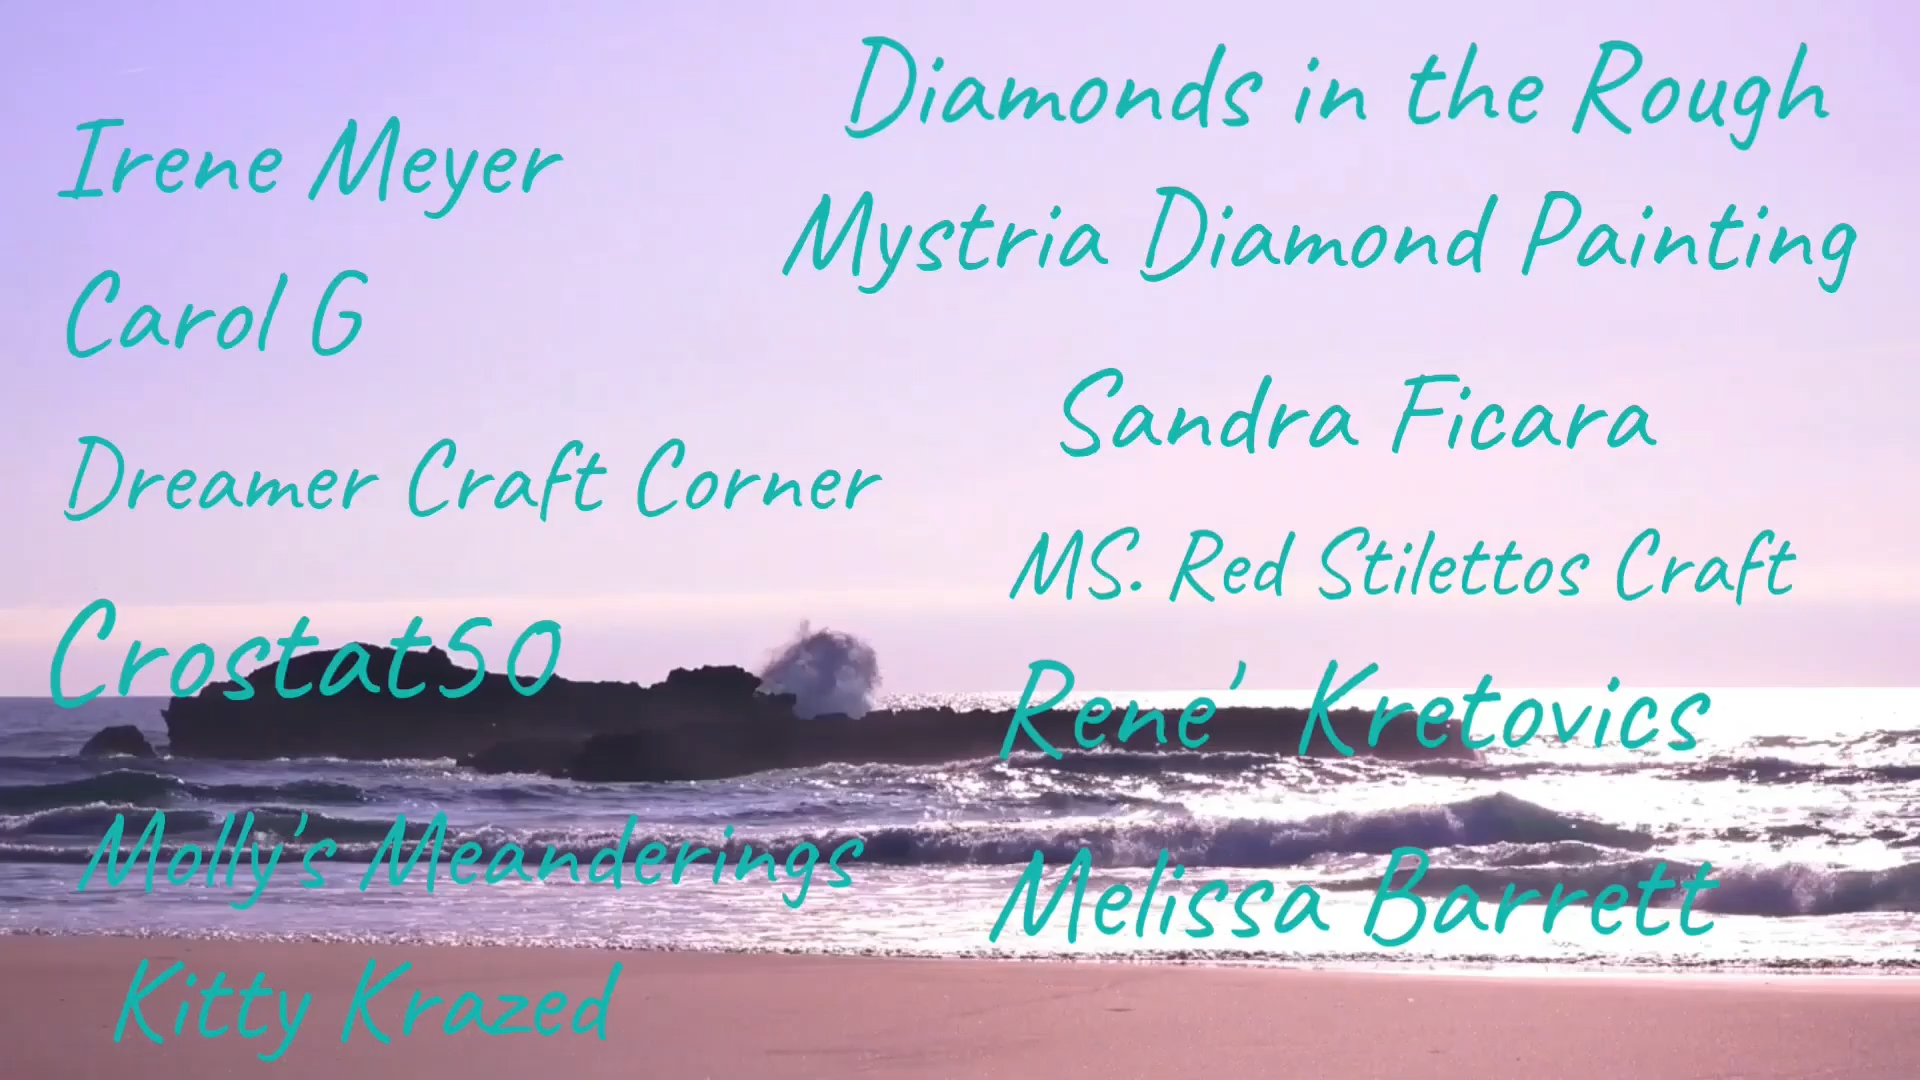 Irene Meyer
Carol G
Dreamer Craft Corner
Crostat50
Molly's Meanderings
Kitty Krazed
Diamonds in the Rough
Mystria Diamond Painting
Sandra Ficara
MS. Red Stilettos Craft
Rene' Kretovics
Melissa Barrett